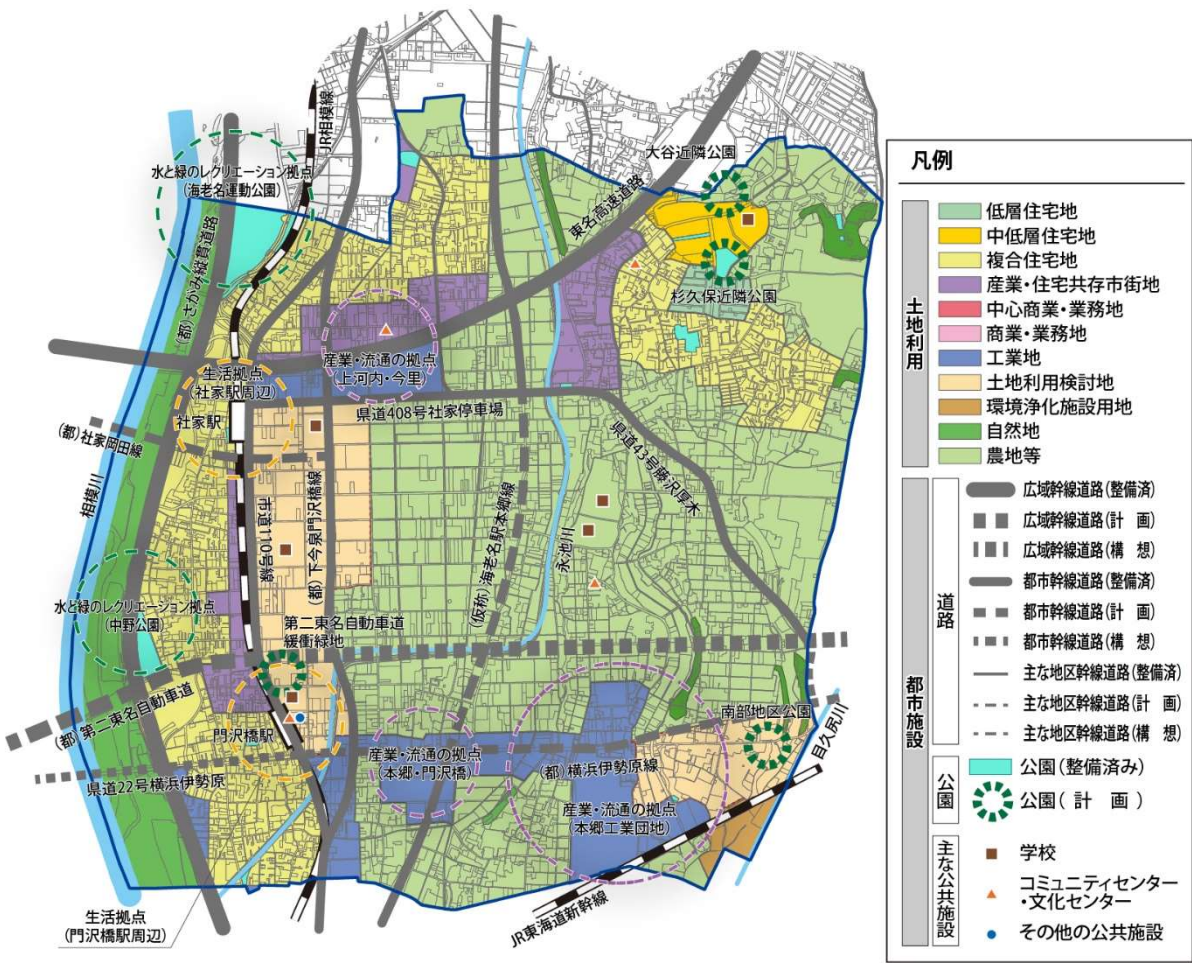 大谷近隣公園
JR相模線
水と緑のレクリエーション拠点
(海老名運動公園)
東名高速道路
(都)さがみ縦貫道路
杉久保近隣公園
産業・流通の拠点
上河内・今里
生活拠点
(社家駅周辺)
社家駅
県道408号社家停車場
(都)社家岡田線
県道43号藤沢厚木
相模川
市道110号線
(都)下今泉門沢橋線
(仮称)海老名駅本郷線
永池川
水と緑のレクリエーション拠点
(中野公園)
第二東名自動車道
緩衝緑地
(都)第二東名自動車道
門沢橋駅
南部地区公園
目久尻川
産業・流通の拠点
(本郷・門沢橋)
(都)横浜伊勢原線
県道22号横浜伊勢原
産業・流通の拠点
(本郷工業団地)
生活拠点
(門沢橋駅周辺)
JR東海道新幹線
凡例
土地利用
低層住宅地
中低層住宅地
複合住宅地
産業・住宅共存市街地
中心商業・業務地
商業・業務地
工業地
土地利用検討地
環境浄化施設用地
自然地
農地等
都市施設
道路
広域幹線道路(整備済)
広域幹線道路(計 画)
広域幹線道路(構 想)
都市幹線道路(整備済)
都市幹線道路(計 画)
都市幹線道路(構 想)
主な地区幹線道路(整備済)
主な地区幹線道路(計 画)
主な地区幹線道路(構 想)
公園
公園(整備済み)
公園(計 画)
主な公共施設
学校
コミュニティセンター
・文化センター
その他の公共施設